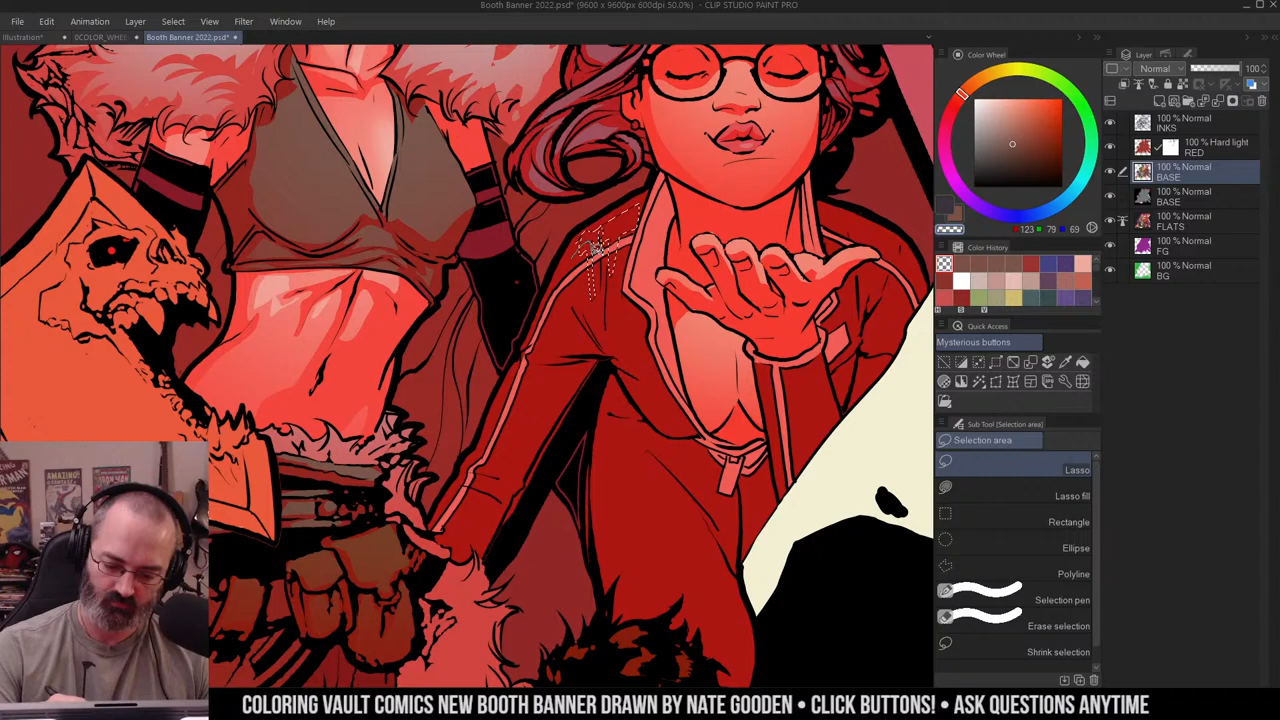 Booth Banner 2022.psd* (9600 x 9600px 600dpi 50.0%) - CLIP STUDIO PAINT PRO
File Edit Animation Layer Select View Filter Window Help
Illustration* 0COLOR_WHEE Booth Banner 2022.psd*
Color Wheel
123 79 69
Color History
H S V
Quick Access
Mysterious buttons
Sub Tool [Selection area]
Selection area
Lasso
Lasso fill
Rectangle
Ellipse
Polyline
Selection pen
Erase selection
Shrink selection
Layer
Normal 100
100 % Normal
INKS
100 % Hard light
RED
100 % Normal
BASE
100 % Normal
BASE
100 % Normal
FLATS
100 % Normal
FG
100 % Normal
BG
AMAZING
COLORING VAULT COMICS NEW BOOTH BANNER DRAWN BY NATE GOODEN • CLICK BUTTONS! • ASK QUESTIONS ANYTIME